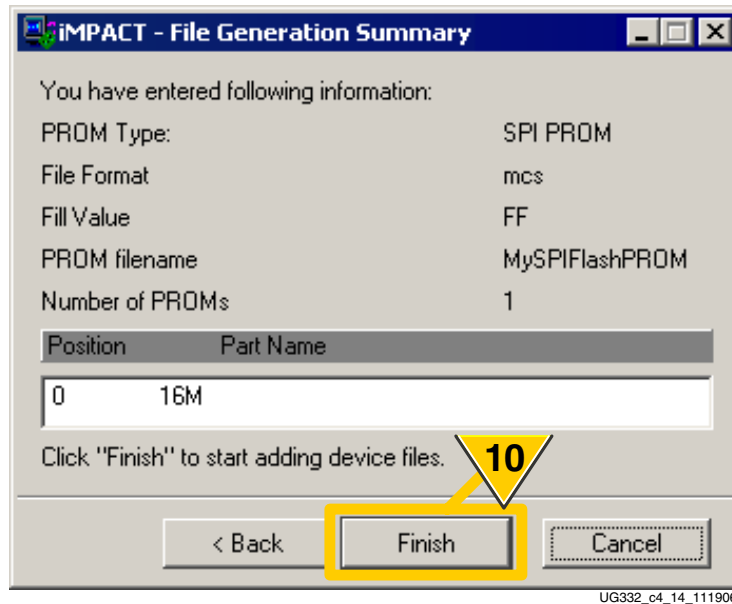 iMPACT - File Generation Summary
You have entered following information:
PROM Type: SPI PROM
File Format mcs
Fill Value FF
PROM filename MySPIFlashPROM
Number of PROMs 1
Position Part Name
0 16M
Click "Finish" to start adding device files.
10
< Back Finish Cancel
UG332_c4_14_111906